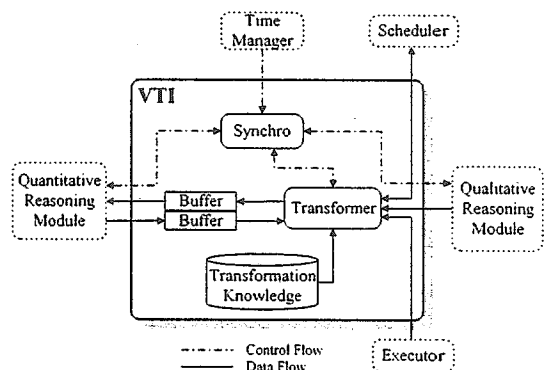 Time
Manager
Scheduler
VTI
Synchro
Quantitative
Reasoning
Module
Buffer
Buffer
Transformer
Qualitative
Reasoning
Module
Transformation
Knowledge
Control Flow
Data Flow
Executor